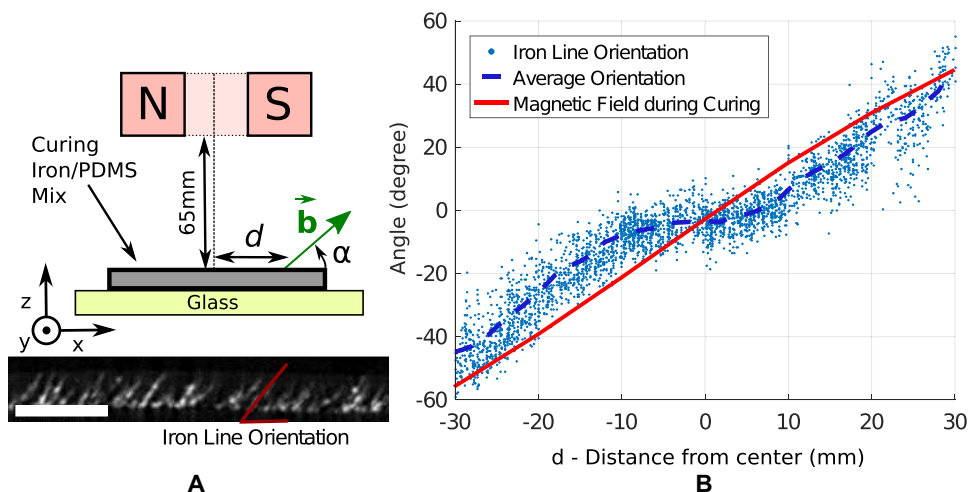 N
S
Curing
Iron/PDMS
Mix
65mm
d
b
α
Glass
z
y
x
Iron Line Orientation
A
Iron Line Orientation
Average Orientation
Magnetic Field during Curing
Angle (degree)
60
40
20
0
-20
-40
-60
-30 -20 -10 0 10 20 30
d - Distance from center (mm)
B